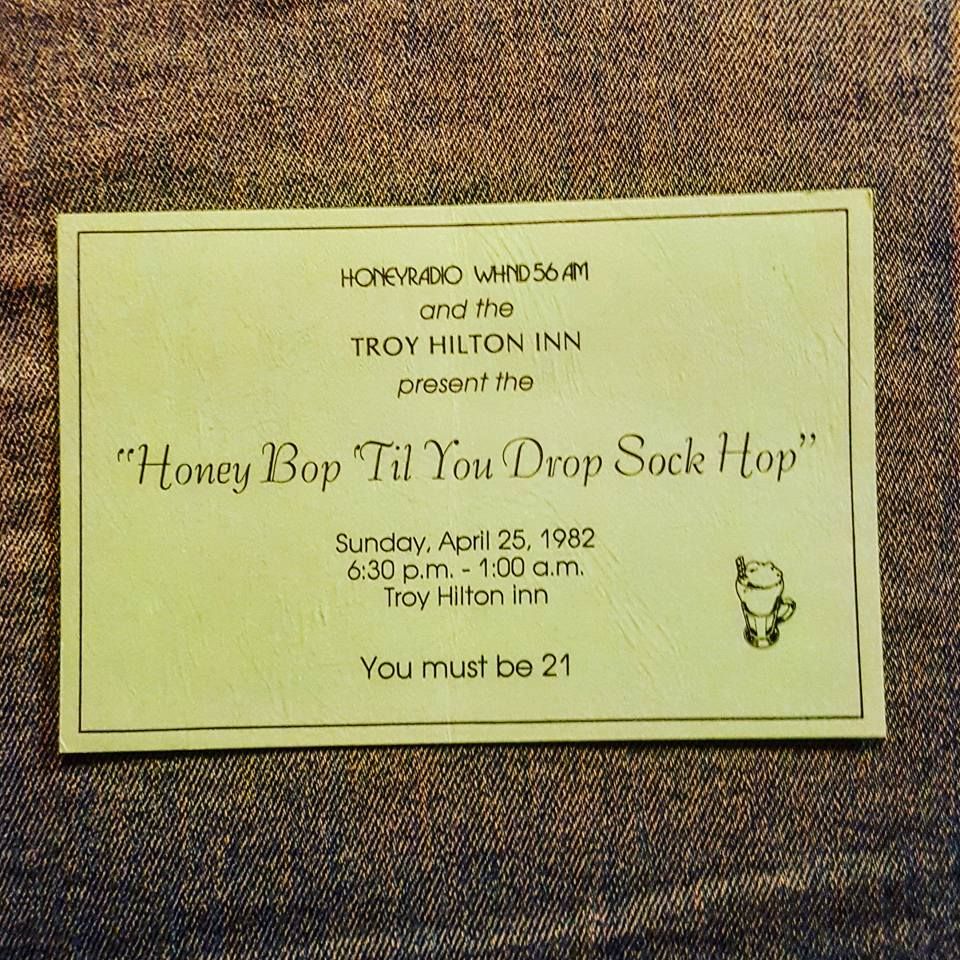 HONEYRADIO WHND 56 AM
and the
TROY HILTON INN
present the
“Honey Bop ‘Til You Drop Sock Hop”
Sunday, April 25, 1982
6:30 p.m. - 1:00 a.m.
Troy Hilton inn
You must be 21